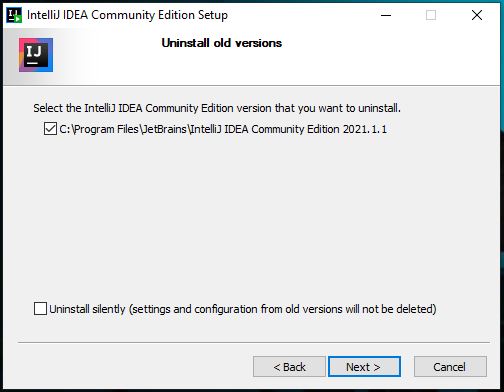 IntelliJ IDEA Community Edition Setup
IJ
Uninstall old versions
Select the IntelliJ IDEA Community Edition version that you want to uninstall.
C:\Program Files\JetBrains\IntelliJ IDEA Community Edition 2021.1.1
Uninstall silently (settings and configuration from old versions will not be deleted)
< Back
Next >
Cancel